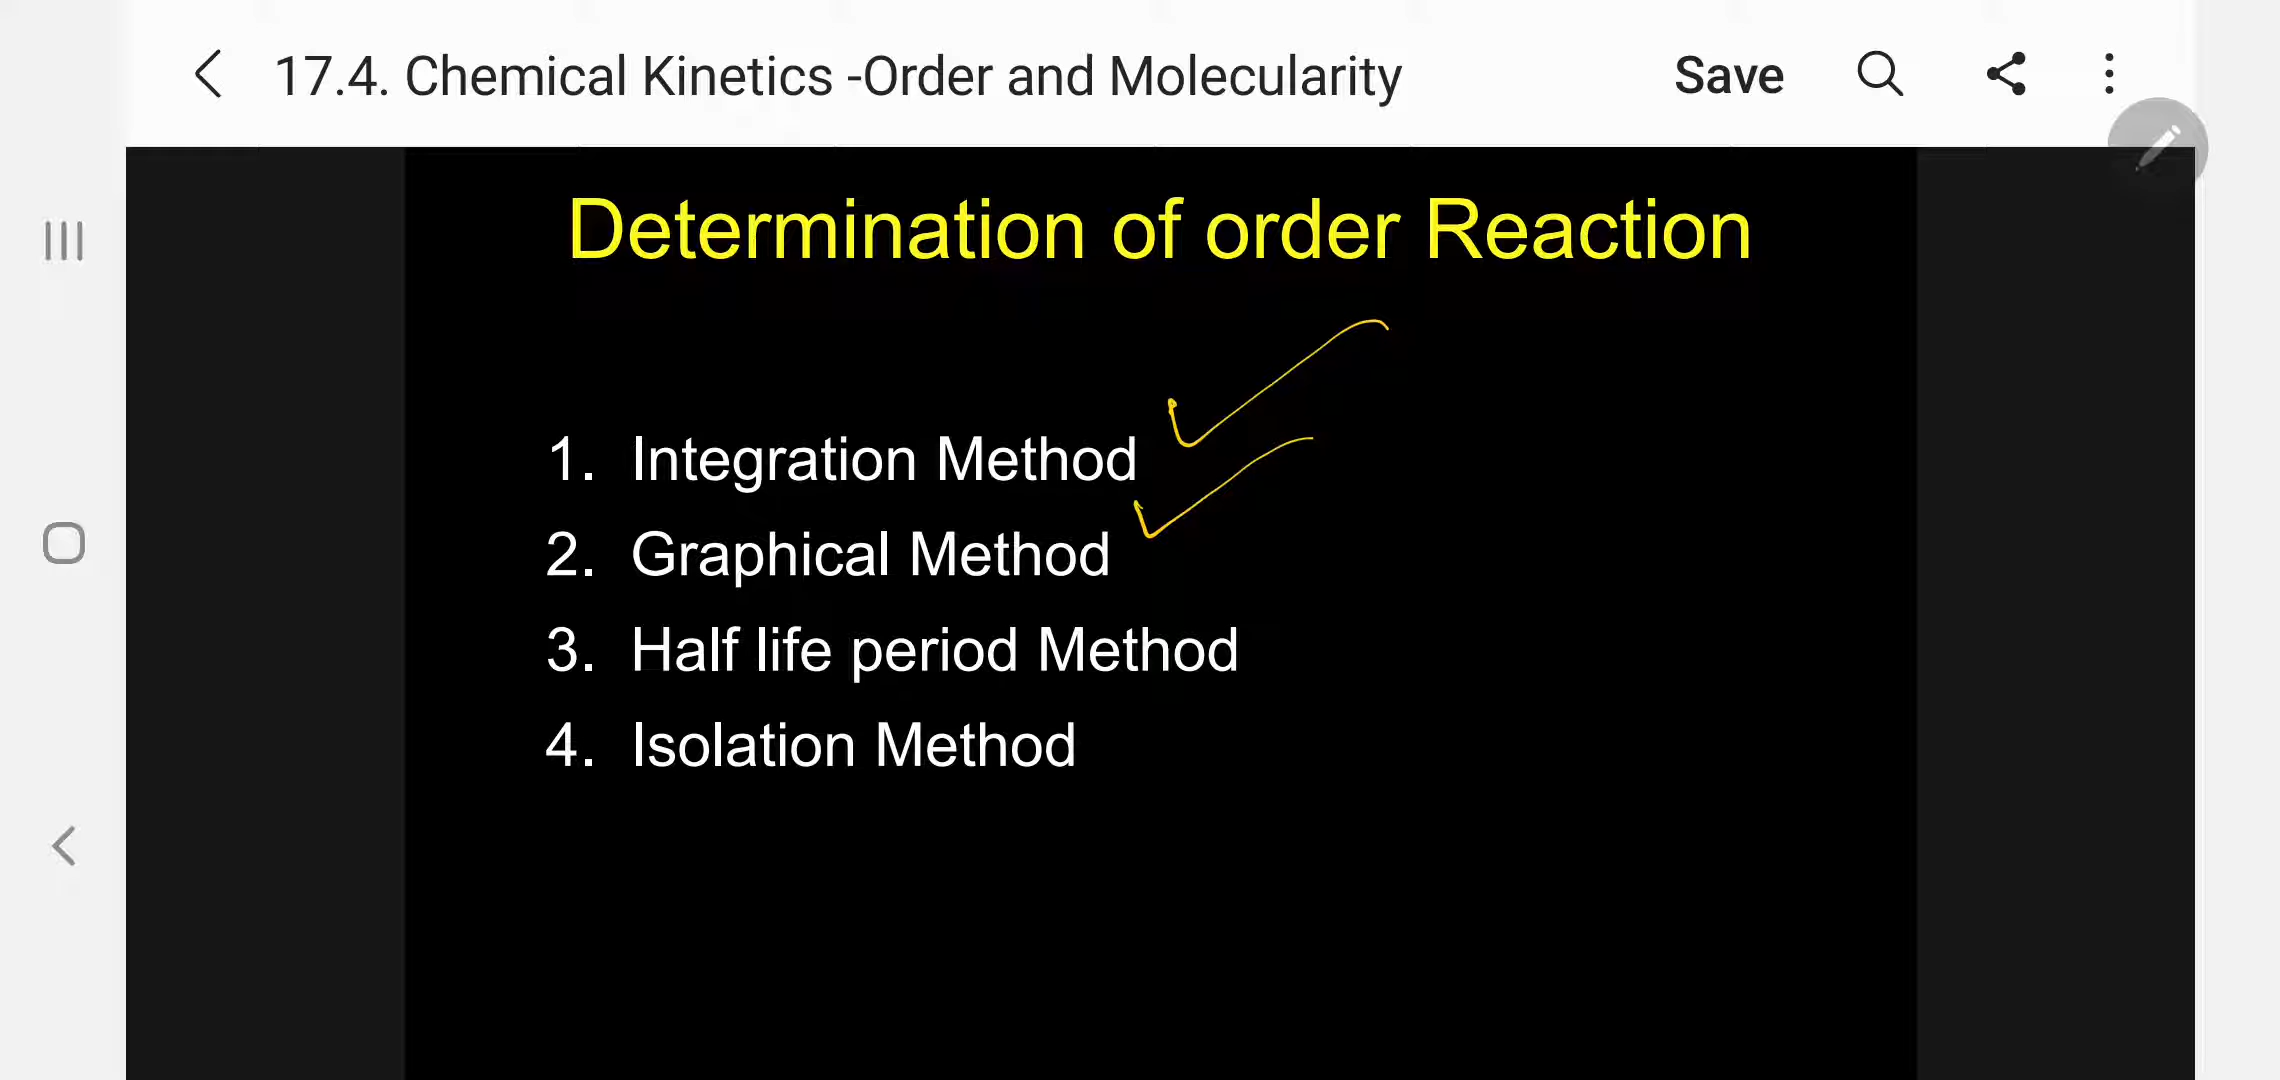 17.4. Chemical Kinetics -Order and Molecularity Save
Determination of order Reaction
1. Integration Method
2. Graphical Method
3. Half life period Method
4. Isolation Method